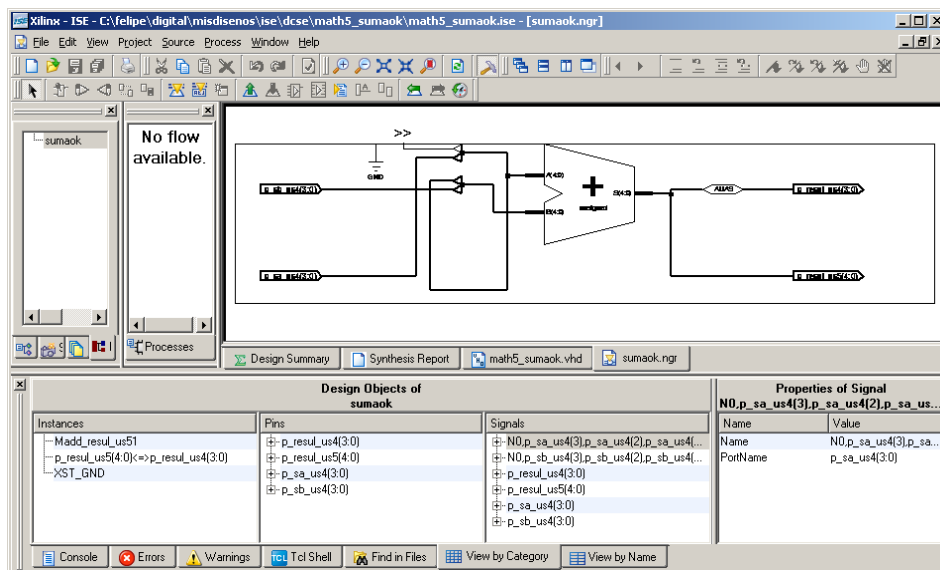 Xilinx - ISE - C:\felipe\digital\misdisenos\ise\dcse\math5_sumaok\math5_sumaok.ise - [sumaok.ngr]
File Edit View Project Source Process Window Help
sumaok
No flow available.
Processes
>>
GND
p_sb_us4(3:0)
p_sa_us4(3:0)
A(4:0)
B(4:0)
+
unsigned
S(4:0)
ALIAS
p_resul_us4(3:0)
Design Summary
Synthesis Report
math5_sumaok.vhd
sumaok.ngr
Design Objects of
sumaok
Instances
Madd_resul_us51
p_resul_us5(4:0)<=>p_resul_us4(3:0)
XST_GND
Pins
p_resul_us4(3:0)
p_resul_us5(4:0)
p_sa_us4(3:0)
p_sb_us4(3:0)
Signals
N0,p_sa_us4(3),p_sa_us4(2),p_sa_us4(...
N0,p_sb_us4(3),p_sb_us4(2),p_sb_us4(...
p_resul_us4(3:0)
p_resul_us5(4:0)
p_sa_us4(3:0)
p_sb_us4(3:0)
Properties of Signal
N0,p_sa_us4(3),p_sa_us4(2),p_sa_us...
Name Value
Name N0,p_sa_us4(3),p_sa...
PortName p_sa_us4(3:0)
Console
Errors
Warnings
TCL Tcl Shell
Find in Files
View by Category
View by Name